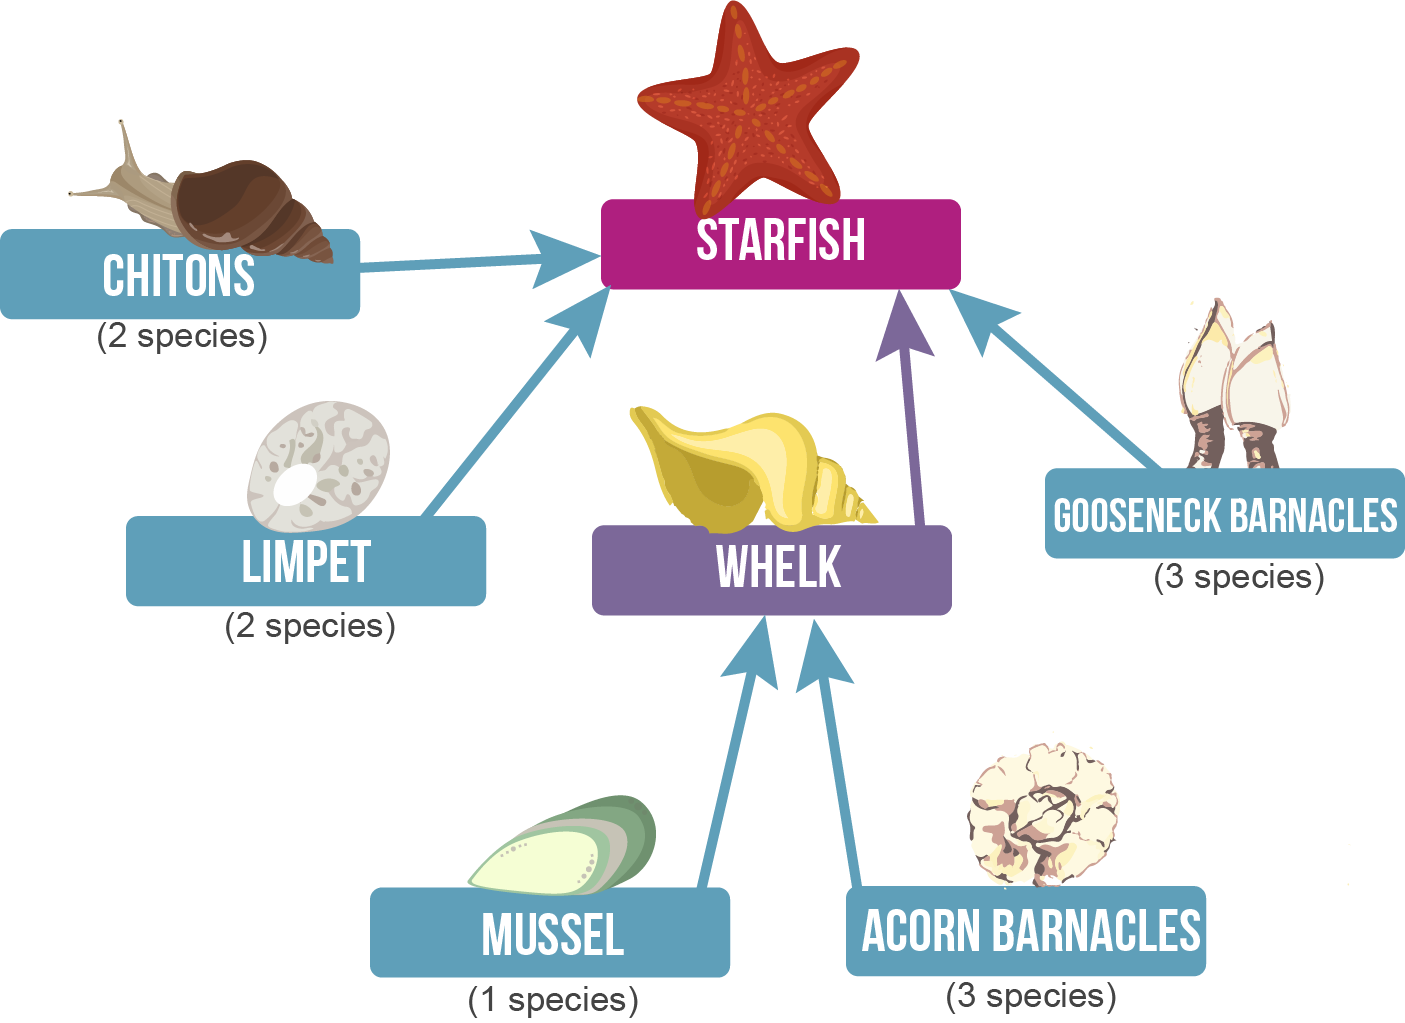 STARFISH
CHITONS
(2 species)
GOOSENECK BARNACLES
(3 species)
LIMPET
(2 species)
WHELK
MUSSEL
(1 species)
ACORN BARNACLES
(3 species)